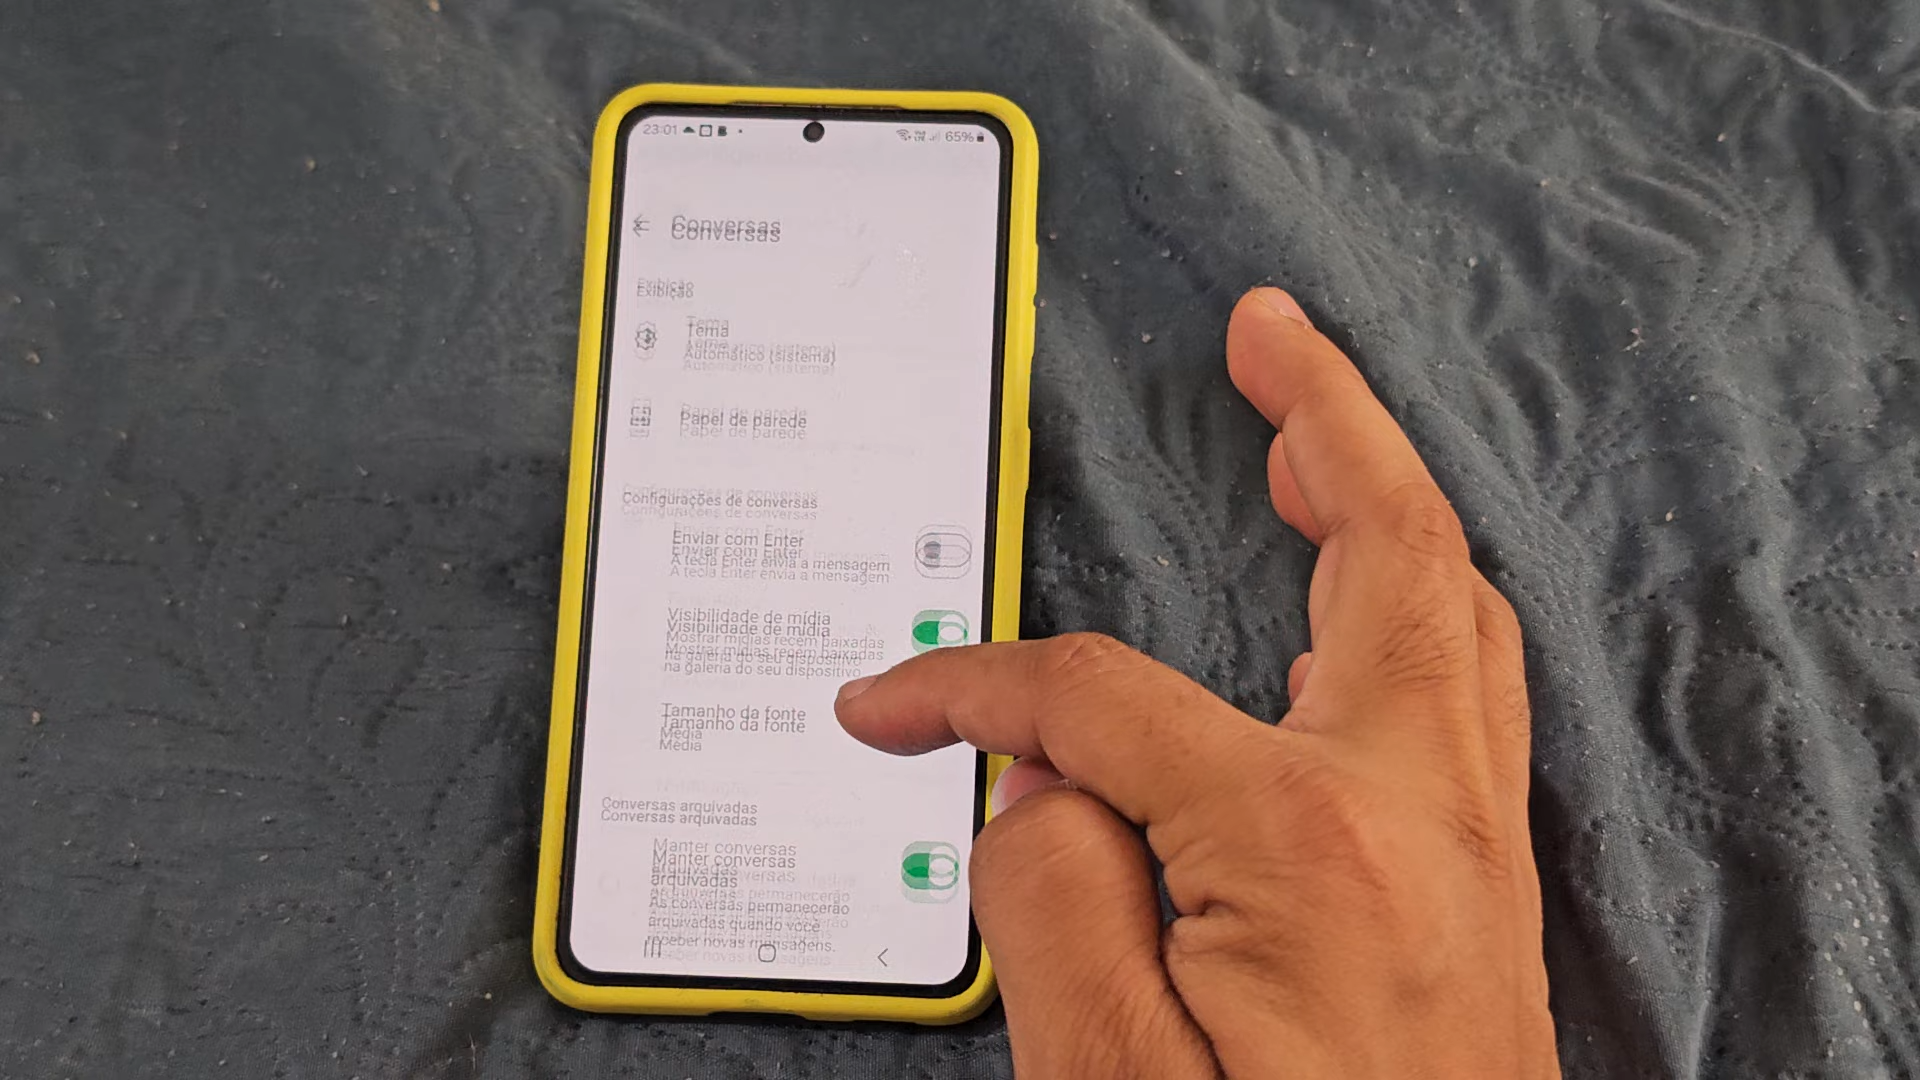 23:01
65%
Conversas
Exibição
Tema
Automático (sistema)
Papel de parede
Configurações de conversas
Enviar com Enter
A tecla Enter envia a mensagem
Visibilidade de mídia
Mostrar mídias recém baixadas
na galeria do seu dispositivo
Tamanho da fonte
Média
Conversas arquivadas
Manter conversas
arquivadas
As conversas permanecerão
arquivadas quando você
receber novas mensagens.